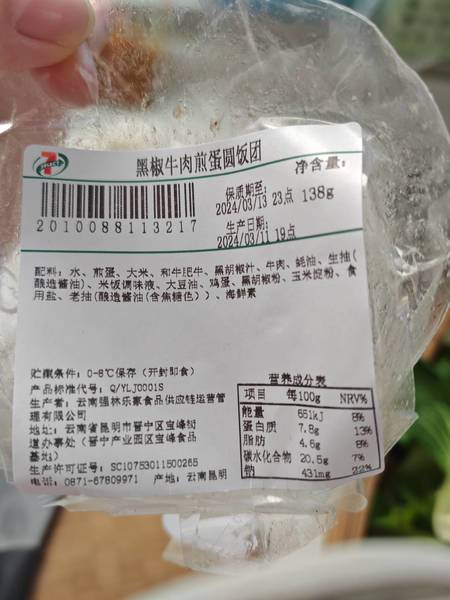 7
SELECT
黑椒牛肉煎蛋圆饭团
净含量:
保质期至:
2024/03/13 23点 138g
生产日期:
2024/03/11 19点
2010088113217
配料: 水、煎蛋、大米、和牛肥牛、黑胡椒汁、牛肉、蚝油、生抽(
酿造酱油)、米饭调味液、大豆油、鸡蛋、黑胡椒粉、玉米淀粉、食
用盐、老抽(酿造酱油(含焦糖色))、海鲜素
贮藏条件: 0-8℃保存 (开封即食)
产品标准代号: Q/YLJ0001S
生产者: 云南强林乐家食品供应链运营管
理有限公司
地址: 云南省昆明市晋宁区宝峰街
道办事处 (晋宁产业园区宝峰食品
基地)
生产许可证号: SC10753011500265
电话: 0871-67809971 产地: 云南昆明
营养成分表
项目 每100g NRV%
能量 651kJ 8%
蛋白质 7.8g 13%
脂肪 4.6g 8%
碳水化合物 20.5g 7%
钠 431mg 22%